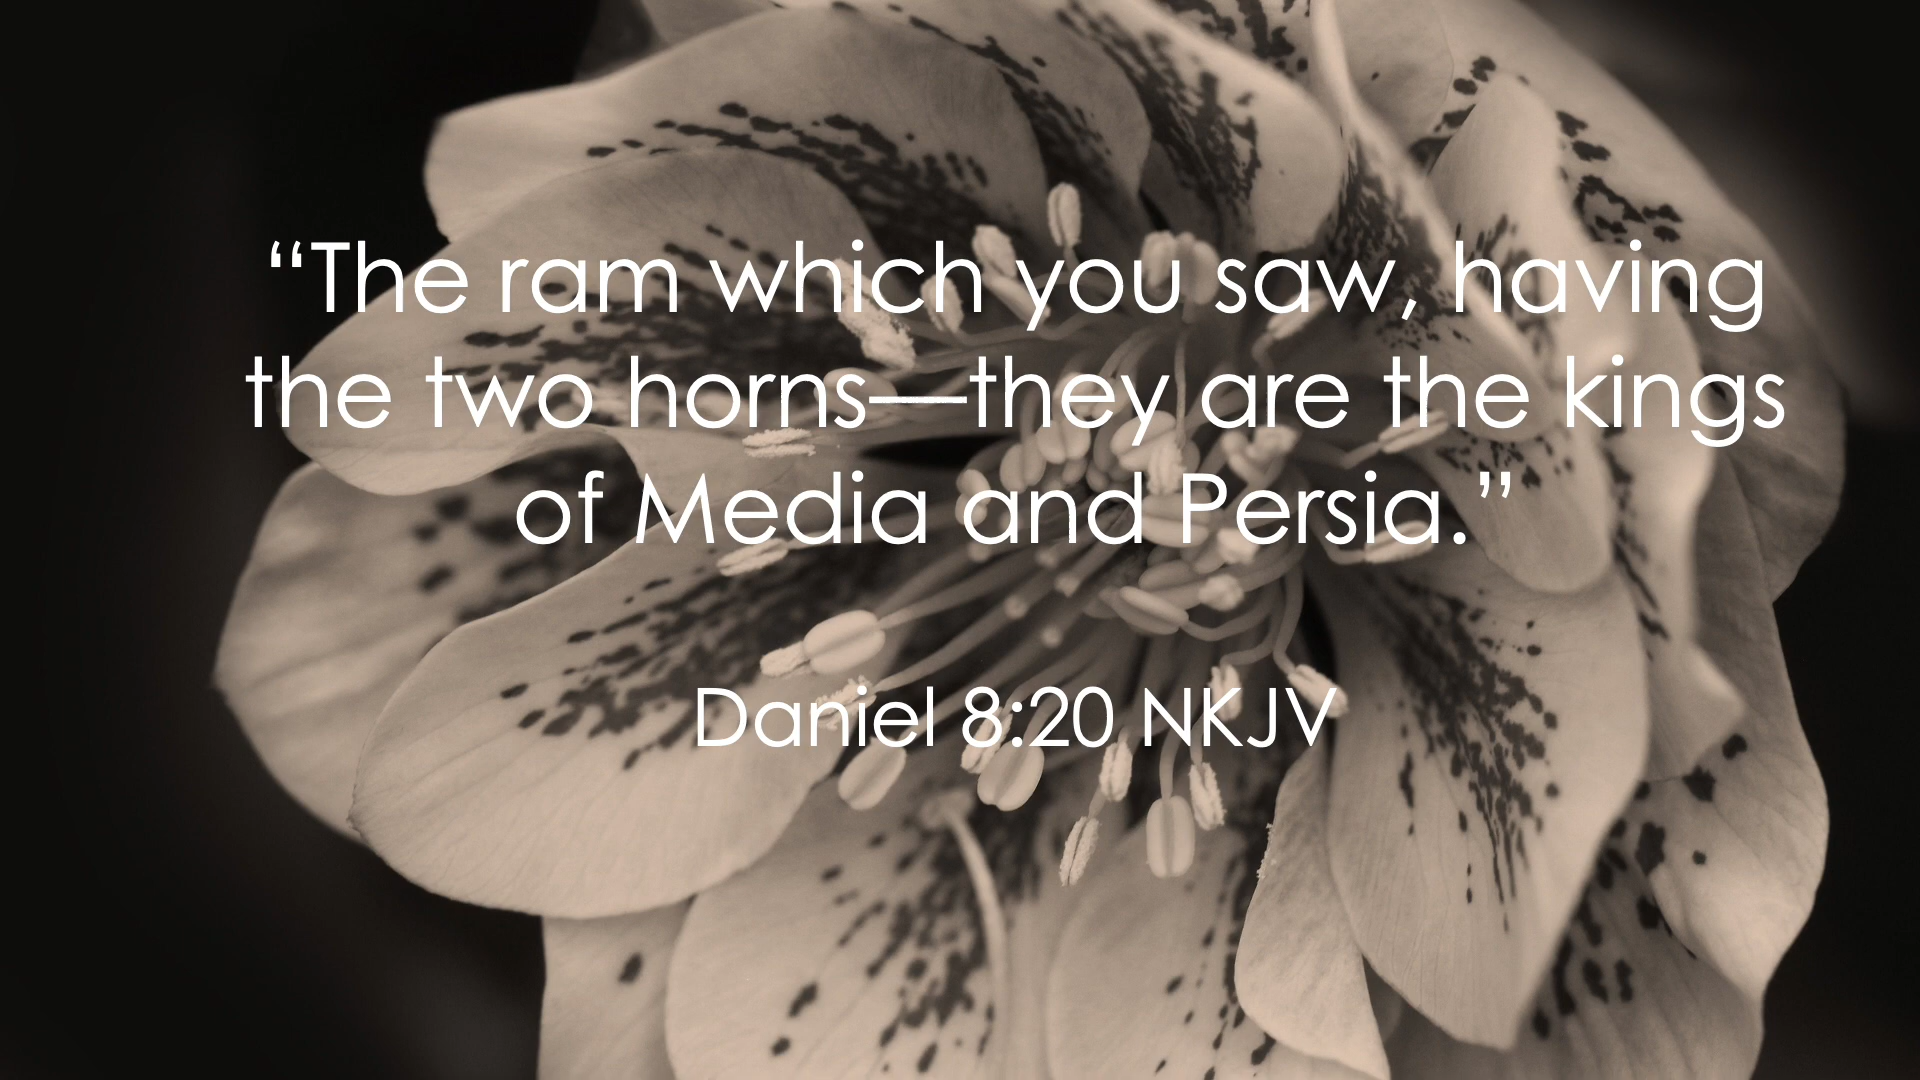 “The ram which you saw, having
the two horns—they are the kings
of Media and Persia.”
Daniel 8:20 NKJV